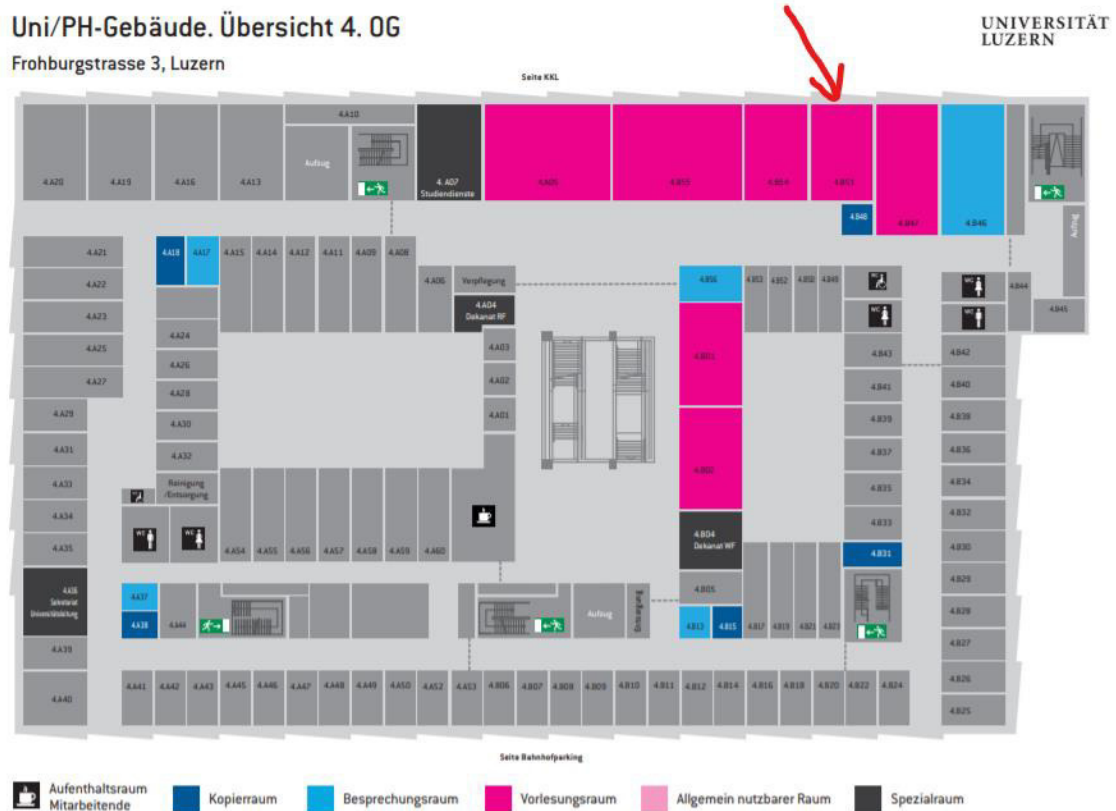 Uni/PH-Gebäude. Übersicht 4. OG
UNIVERSITÄT
LUZERN
Frohburgstrasse 3, Luzern
Seite KKL
4.A10
Aufzug
4.A20
4.A19
4.A16
4.A13
4. A07
Studiendienste
4.B54
4.B48
4.B47
4.B46
Aufzug
4.A21
4.A18
4.A17
4.A15
4.A14
4.A12
4.A11
4.A09
4.A08
4.A22
4.A06
Verpflegung
4.B56
4.B53
4.B52
4.B50
4.B49
WC
WC
4.B44
4.A23
4.A04
Dekanat RF
WC
WC
4.B45
4.A24
4.A25
4.A03
4.B01
4.B43
4.B42
4.A26
4.A27
4.A02
4.B41
4.B40
4.A28
4.A29
4.A30
4.A01
4.B39
4.B38
4.A31
4.A32
4.B37
4.B36
4.A33
Reinigung
/Entsorgung
4.B02
4.B35
4.B34
4.A34
4.B33
4.B32
WC
WC
4.A35
4.A54
4.A55
4.A56
4.A57
4.A58
4.A59
4.A60
4.B04
Dekanat WF
4.B31
4.B30
4.A36
Sekretariat
Universitätsleitung
4.A37
4.B05
4.B29
4.A38
4.A44
Aufzug
4.B13
4.B15
4.B17
4.B19
4.B21
4.B23
4.B28
4.A39
4.B27
4.A40
4.A41
4.A42
4.A43
4.A45
4.A46
4.A47
4.A48
4.A49
4.A50
4.A52
4.A53
4.B06
4.B07
4.B08
4.B09
4.B10
4.B11
4.B12
4.B14
4.B16
4.B18
4.B20
4.B22
4.B24
4.B26
4.B25
Seite Bahnhofparking
Aufenthaltsraum
Mitarbeitende
Kopierraum
Besprechungsraum
Vorlesungsraum
Allgemein nutzbarer Raum
Spezialraum